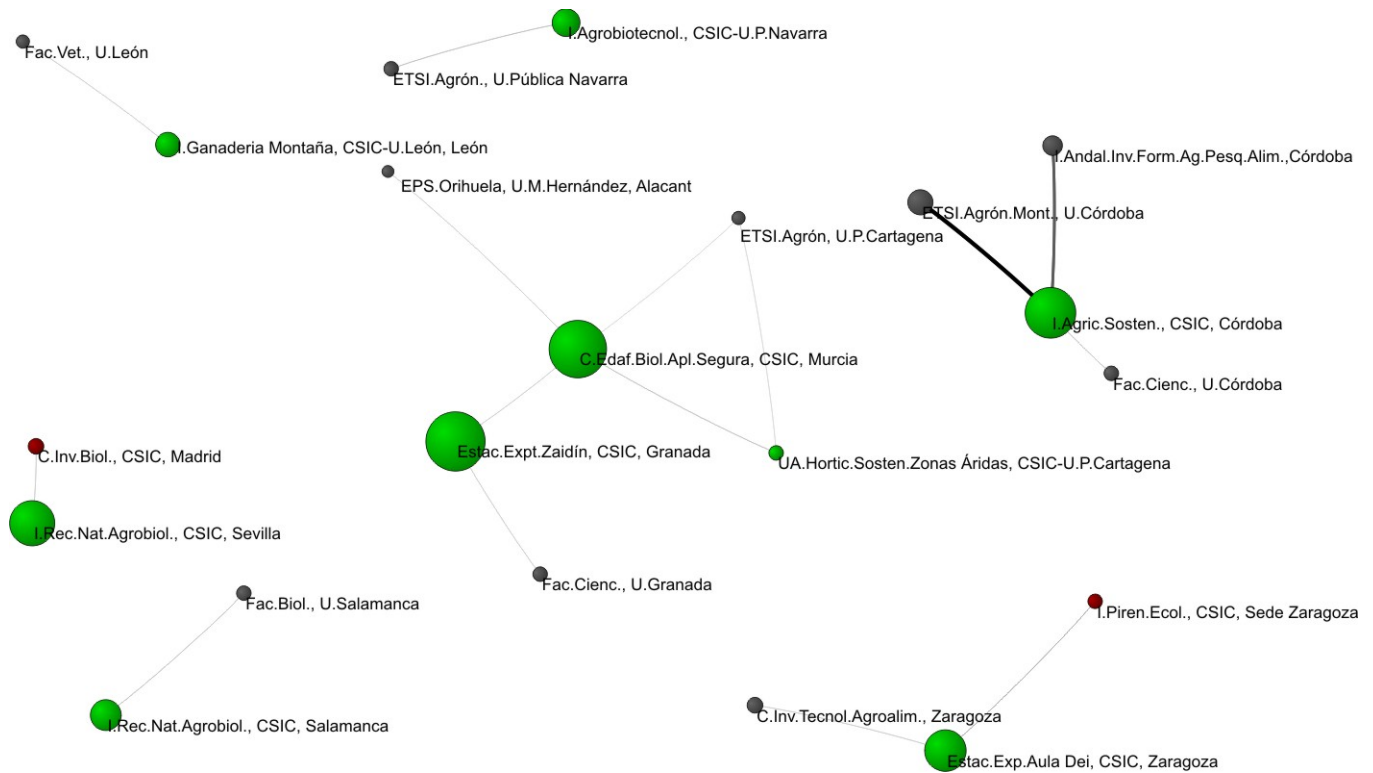 I.Agrobiotecnol., CSIC-U.P.Navarra
Fac.Vet., U.León
ETSI.Agrón., U.Pública Navarra
I.Ganaderia Montaña, CSIC-U.León, León
I.Andal.Inv.Form.Ag.Pesq.Alim.,Córdoba
EPS.Orihuela, U.M.Hernández, Alacant
ETSI.Agrón.Mont., U.Córdoba
ETSI.Agrón, U.P.Cartagena
I.Agric.Sosten., CSIC, Córdoba
C.Edaf.Biol.Apl.Segura, CSIC, Murcia
Fac.Cienc., U.Córdoba
Estac.Expt.Zaidín, CSIC, Granada
C.Inv.Biol., CSIC, Madrid
UA.Hortic.Sosten.Zonas Áridas, CSIC-U.P.Cartagena
I.Rec.Nat.Agrobiol., CSIC, Sevilla
Fac.Cienc., U.Granada
Fac.Biol., U.Salamanca
I.Piren.Ecol., CSIC, Sede Zaragoza
C.Inv.Tecnol.Agroalim., Zaragoza
I.Rec.Nat.Agrobiol., CSIC, Salamanca
Estac.Exp.Aula Dei, CSIC, Zaragoza